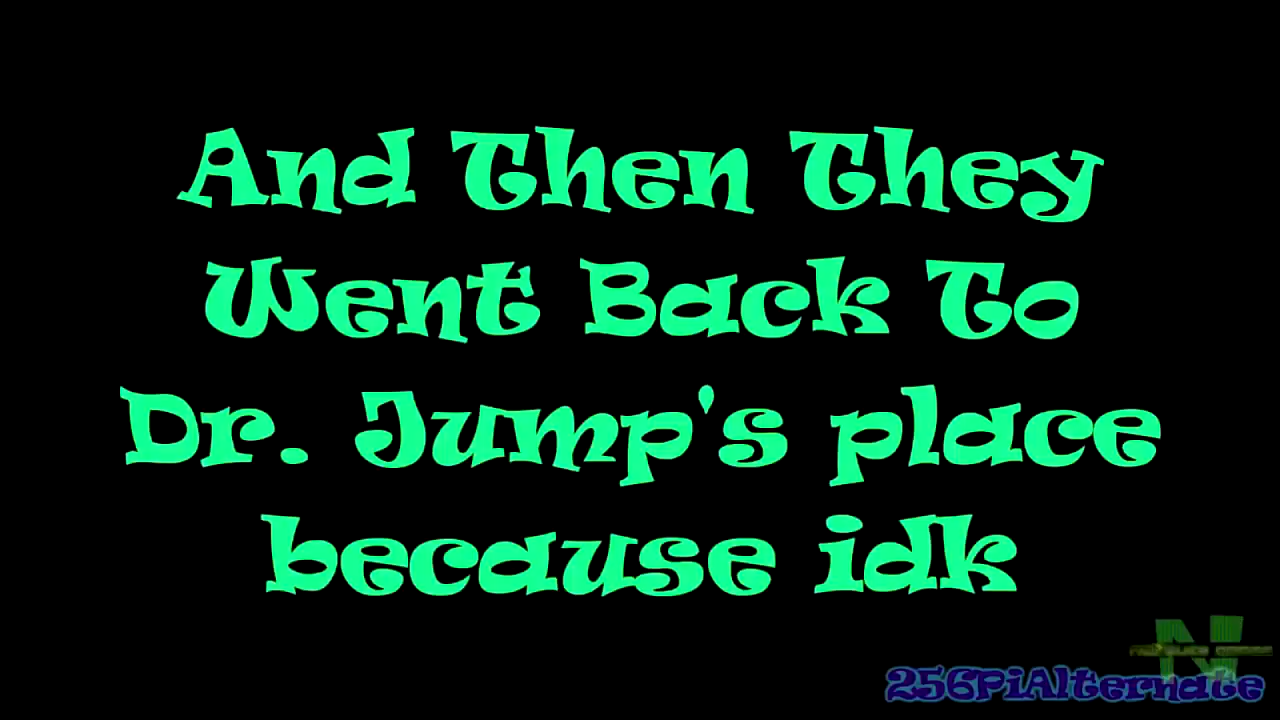 And Then They
Went Back To
Dr. Jump's place
because idk
N
256PiAlternate